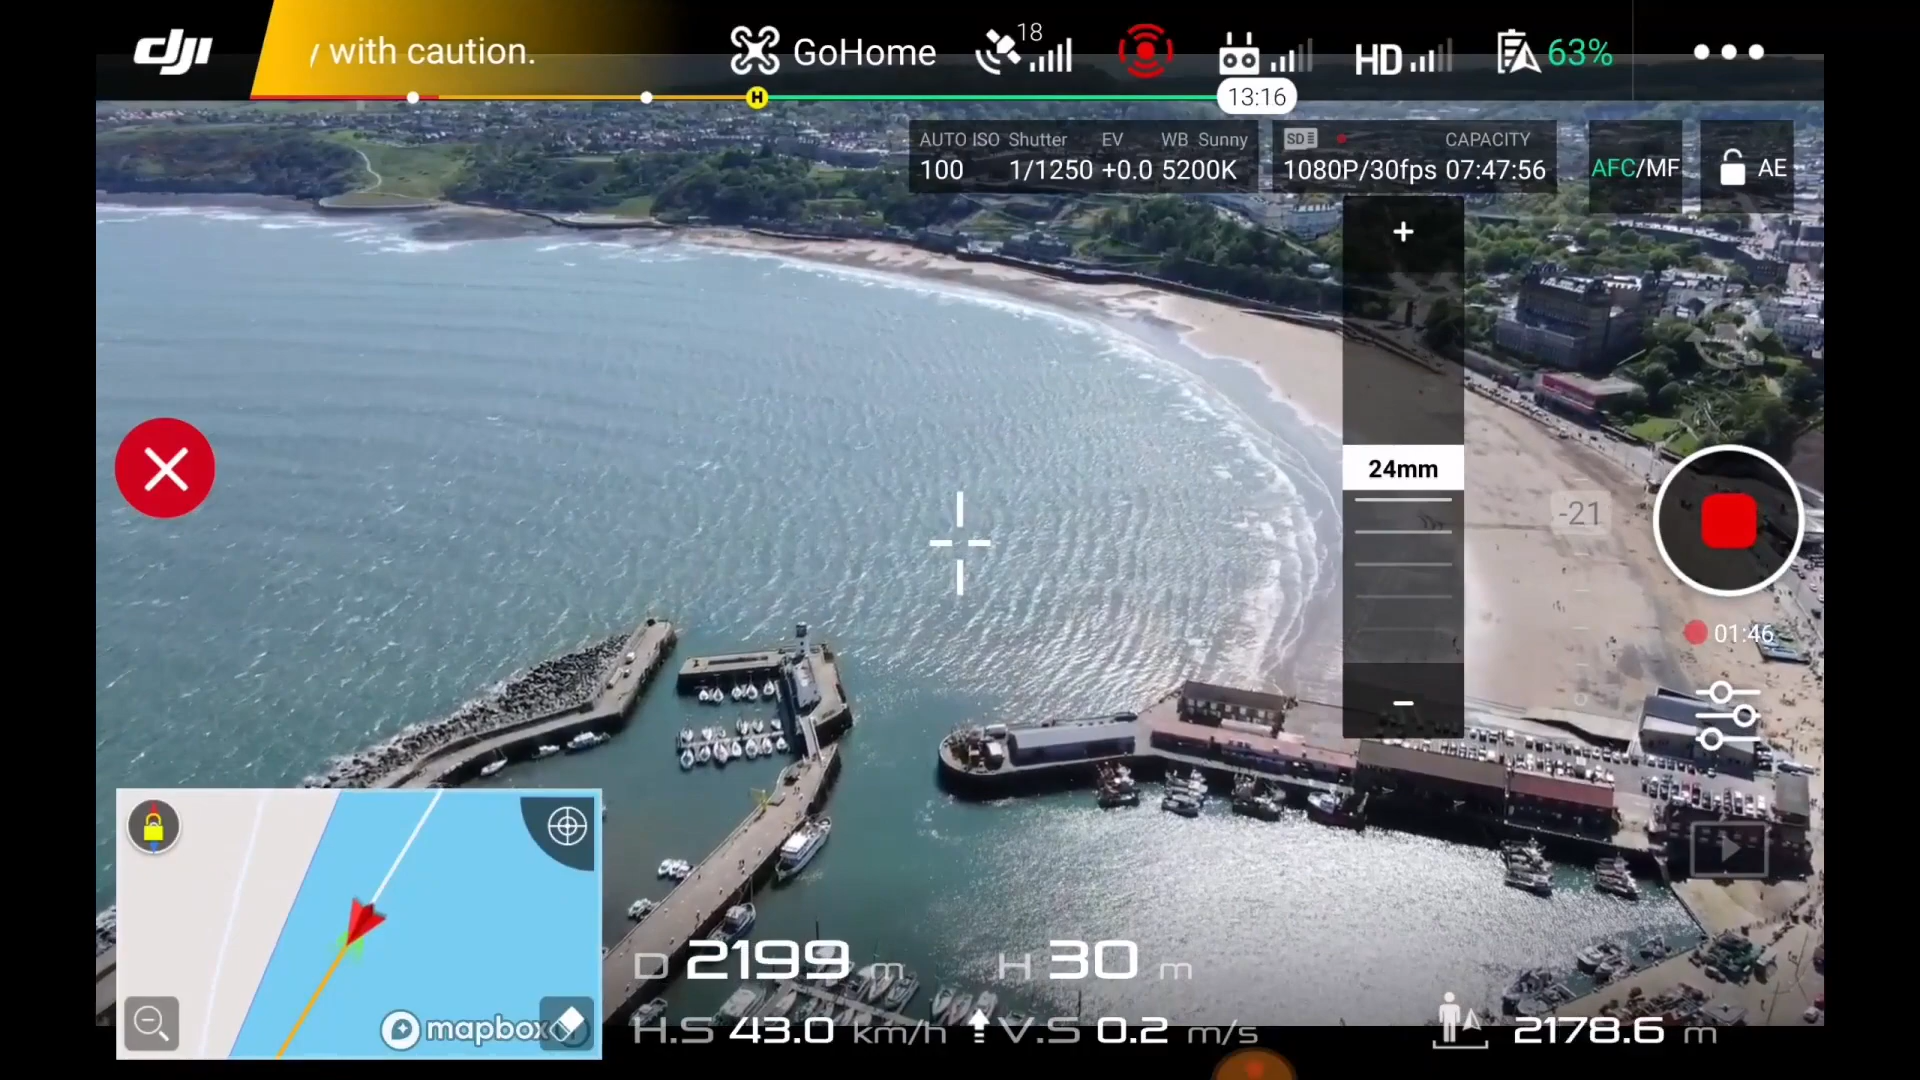 dji
y with caution.
GoHome
18
HD
63%
H
13:16
AUTO ISO Shutter EV WB Sunny
100 1/1250 +0.0 5200K
SD CAPACITY
1080P/30fps 07:47:56
AFC/MF
AE
+
24mm
-21
−
01:46
mapbox
D 2199 m H 30 m
H.S 43.0 km/h V.S 0.2 m/s
2178.6 m